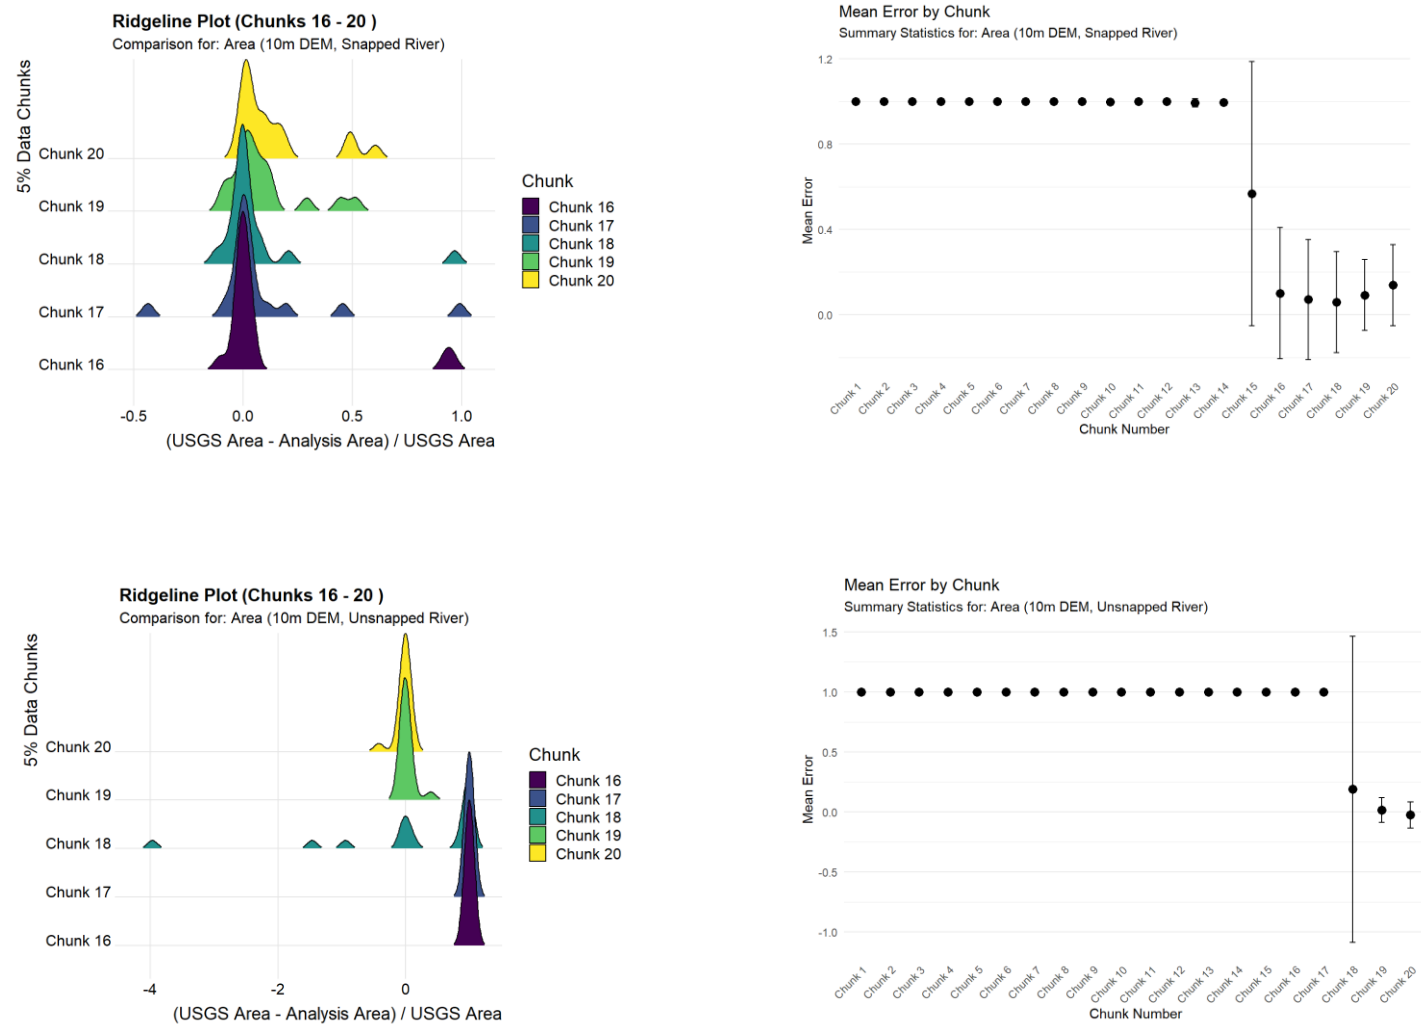 Ridgeline Plot (Chunks 16 - 20 )
Comparison for: Area (10m DEM, Snapped River)
5% Data Chunks
Chunk 20
Chunk 19
Chunk 18
Chunk 17
Chunk 16
-0.5
0.0
0.5
1.0
(USGS Area - Analysis Area) / USGS Area
Chunk
Chunk 16
Chunk 17
Chunk 18
Chunk 19
Chunk 20
Mean Error by Chunk
Summary Statistics for: Area (10m DEM, Snapped River)
Mean Error
1.2
0.8
0.4
0.0
Chunk 1
Chunk 2
Chunk 3
Chunk 4
Chunk 5
Chunk 6
Chunk 7
Chunk 8
Chunk 9
Chunk 10
Chunk 11
Chunk 12
Chunk 13
Chunk 14
Chunk 15
Chunk 16
Chunk 17
Chunk 18
Chunk 19
Chunk 20
Chunk Number
Ridgeline Plot (Chunks 16 - 20 )
Comparison for: Area (10m DEM, Unsnapped River)
5% Data Chunks
Chunk 20
Chunk 19
Chunk 18
Chunk 17
Chunk 16
-4
-2
0
(USGS Area - Analysis Area) / USGS Area
Chunk
Chunk 16
Chunk 17
Chunk 18
Chunk 19
Chunk 20
Mean Error by Chunk
Summary Statistics for: Area (10m DEM, Unsnapped River)
Mean Error
1.5
1.0
0.5
0.0
-0.5
-1.0
Chunk 1
Chunk 2
Chunk 3
Chunk 4
Chunk 5
Chunk 6
Chunk 7
Chunk 8
Chunk 9
Chunk 10
Chunk 11
Chunk 12
Chunk 13
Chunk 14
Chunk 15
Chunk 16
Chunk 17
Chunk 18
Chunk 19
Chunk 20
Chunk Number